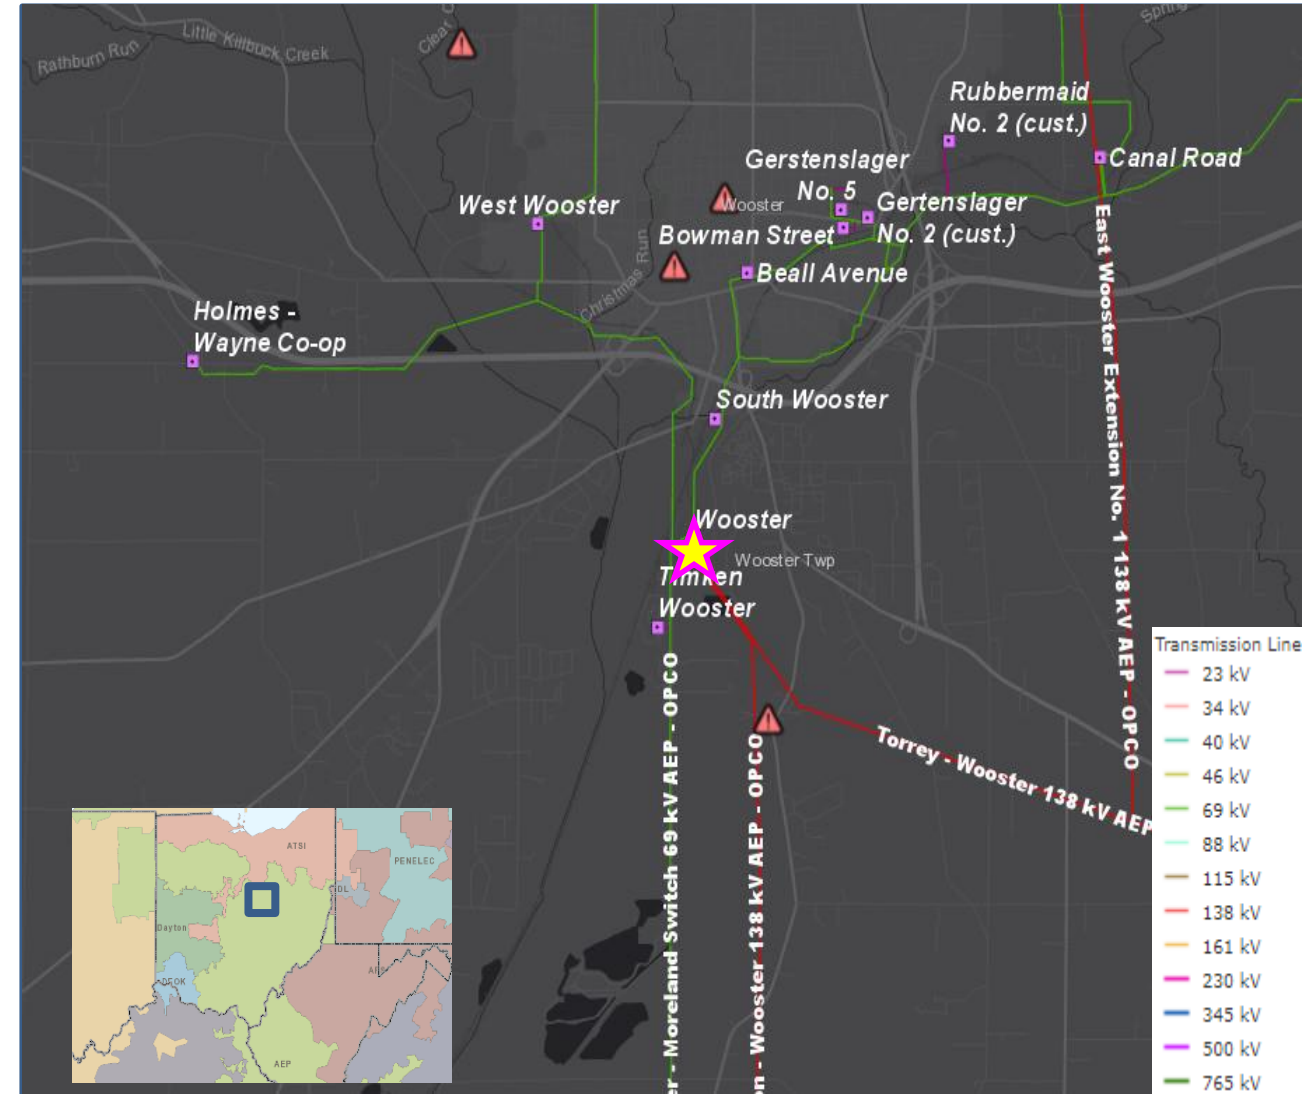 Little Killbuck Creek
Rathburn Run
Clear C
Spring
Rubbermaid
No. 2 (cust.)
Gerstenslager
No. 5
Canal Road
West Wooster
Wooster
Gertenslager
No. 2 (cust.)
Bowman Street
Beall Avenue
Christmas Run
Holmes -
Wayne Co-op
South Wooster
East Wooster Extension No. 1 138 kV AEP - OPCO
Wooster
Wooster Twp
Timken
Wooster
er - Moreland Switch 69 kV AEP - OPCO
on - Wooster 138 kV AEP - OPCO
Torrey - Wooster 138 kV AEP
Transmission Line
23 kV
34 kV
40 kV
46 kV
69 kV
88 kV
115 kV
138 kV
161 kV
230 kV
345 kV
500 kV
765 kV
ATSI
PENELEC
DL
Dayton
DEOK
AEP